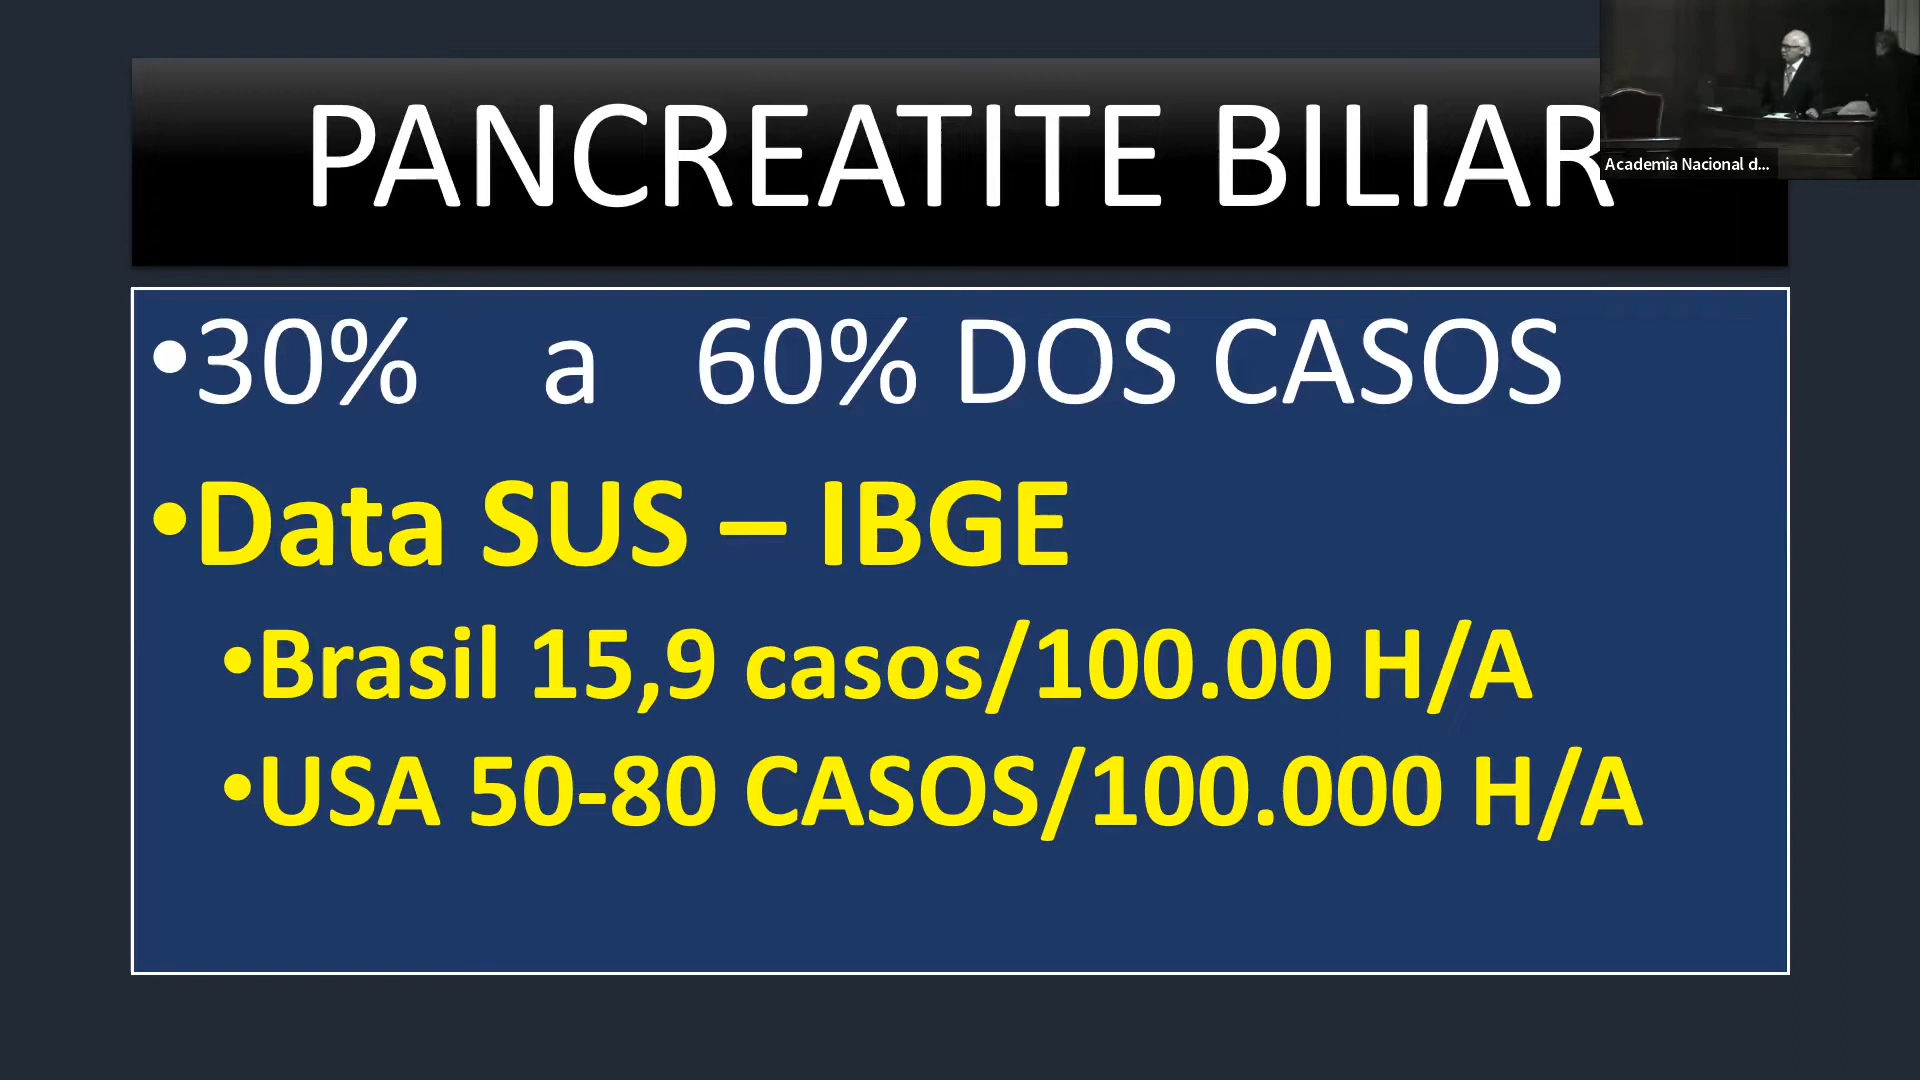 PANCREATITE BILIAR
Academia Nacional d...
•30% a 60% DOS CASOS
•Data SUS – IBGE
•Brasil 15,9 casos/100.00 H/A
•USA 50-80 CASOS/100.000 H/A